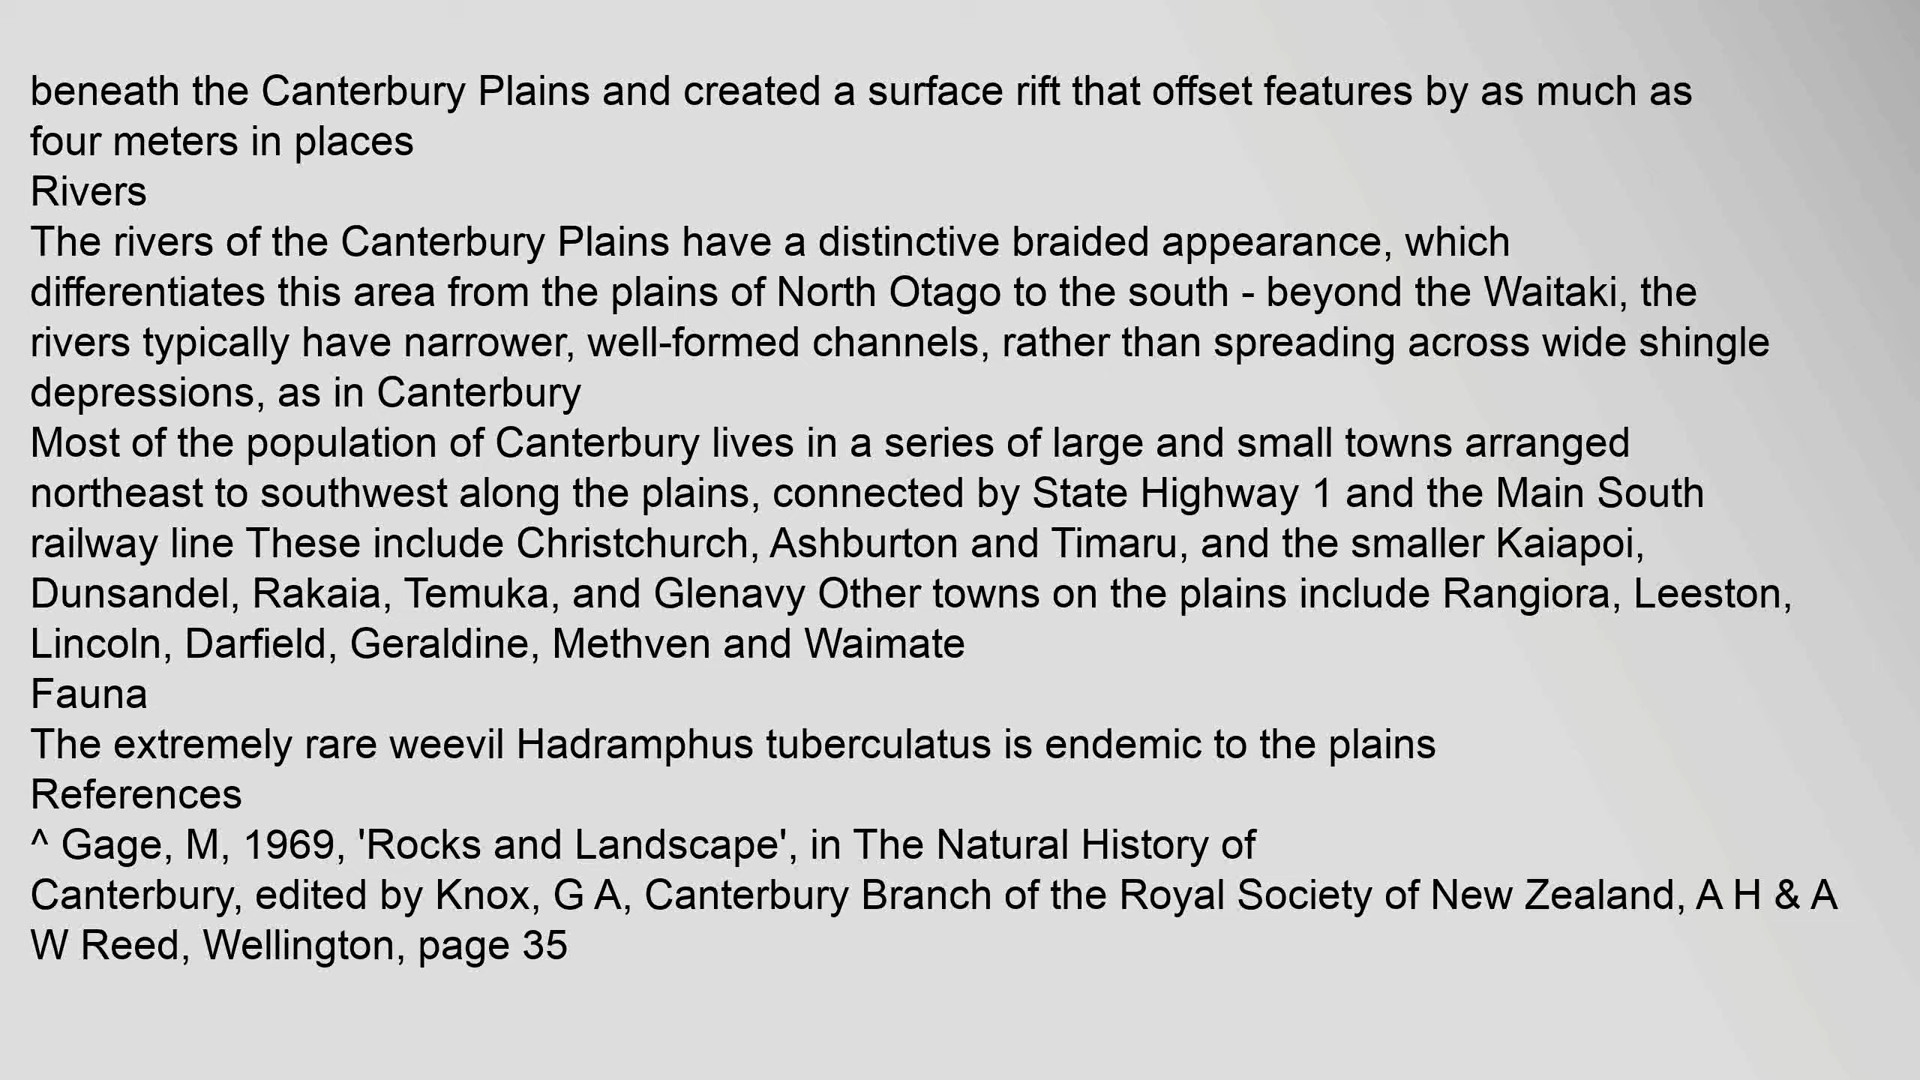 beneath the Canterbury Plains and created a surface rift that offset features by as much as
four meters in places
Rivers
The rivers of the Canterbury Plains have a distinctive braided appearance, which
differentiates this area from the plains of North Otago to the south - beyond the Waitaki, the
rivers typically have narrower, well-formed channels, rather than spreading across wide shingle
depressions, as in Canterbury
Most of the population of Canterbury lives in a series of large and small towns arranged
northeast to southwest along the plains, connected by State Highway 1 and the Main South
railway line These include Christchurch, Ashburton and Timaru, and the smaller Kaiapoi,
Dunsandel, Rakaia, Temuka, and Glenavy Other towns on the plains include Rangiora, Leeston,
Lincoln, Darfield, Geraldine, Methven and Waimate
Fauna
The extremely rare weevil Hadramphus tuberculatus is endemic to the plains
References
^ Gage, M, 1969, 'Rocks and Landscape', in The Natural History of
Canterbury, edited by Knox, G A, Canterbury Branch of the Royal Society of New Zealand, A H & A
W Reed, Wellington, page 35